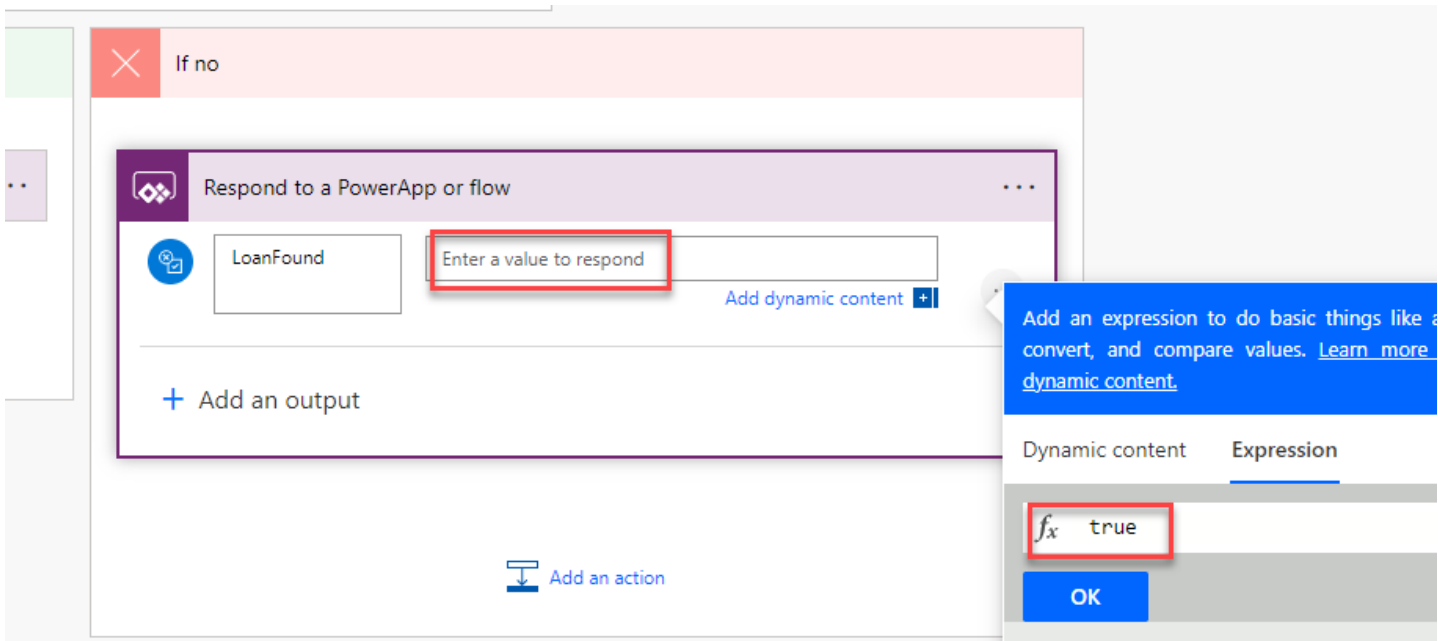 If no
Respond to a PowerApp or flow
LoanFound
Enter a value to respond
Add dynamic content
Add an expression to do basic things like
convert, and compare values. Learn more
dynamic content.
Add an output
Dynamic content Expression
fx true
OK
Add an action